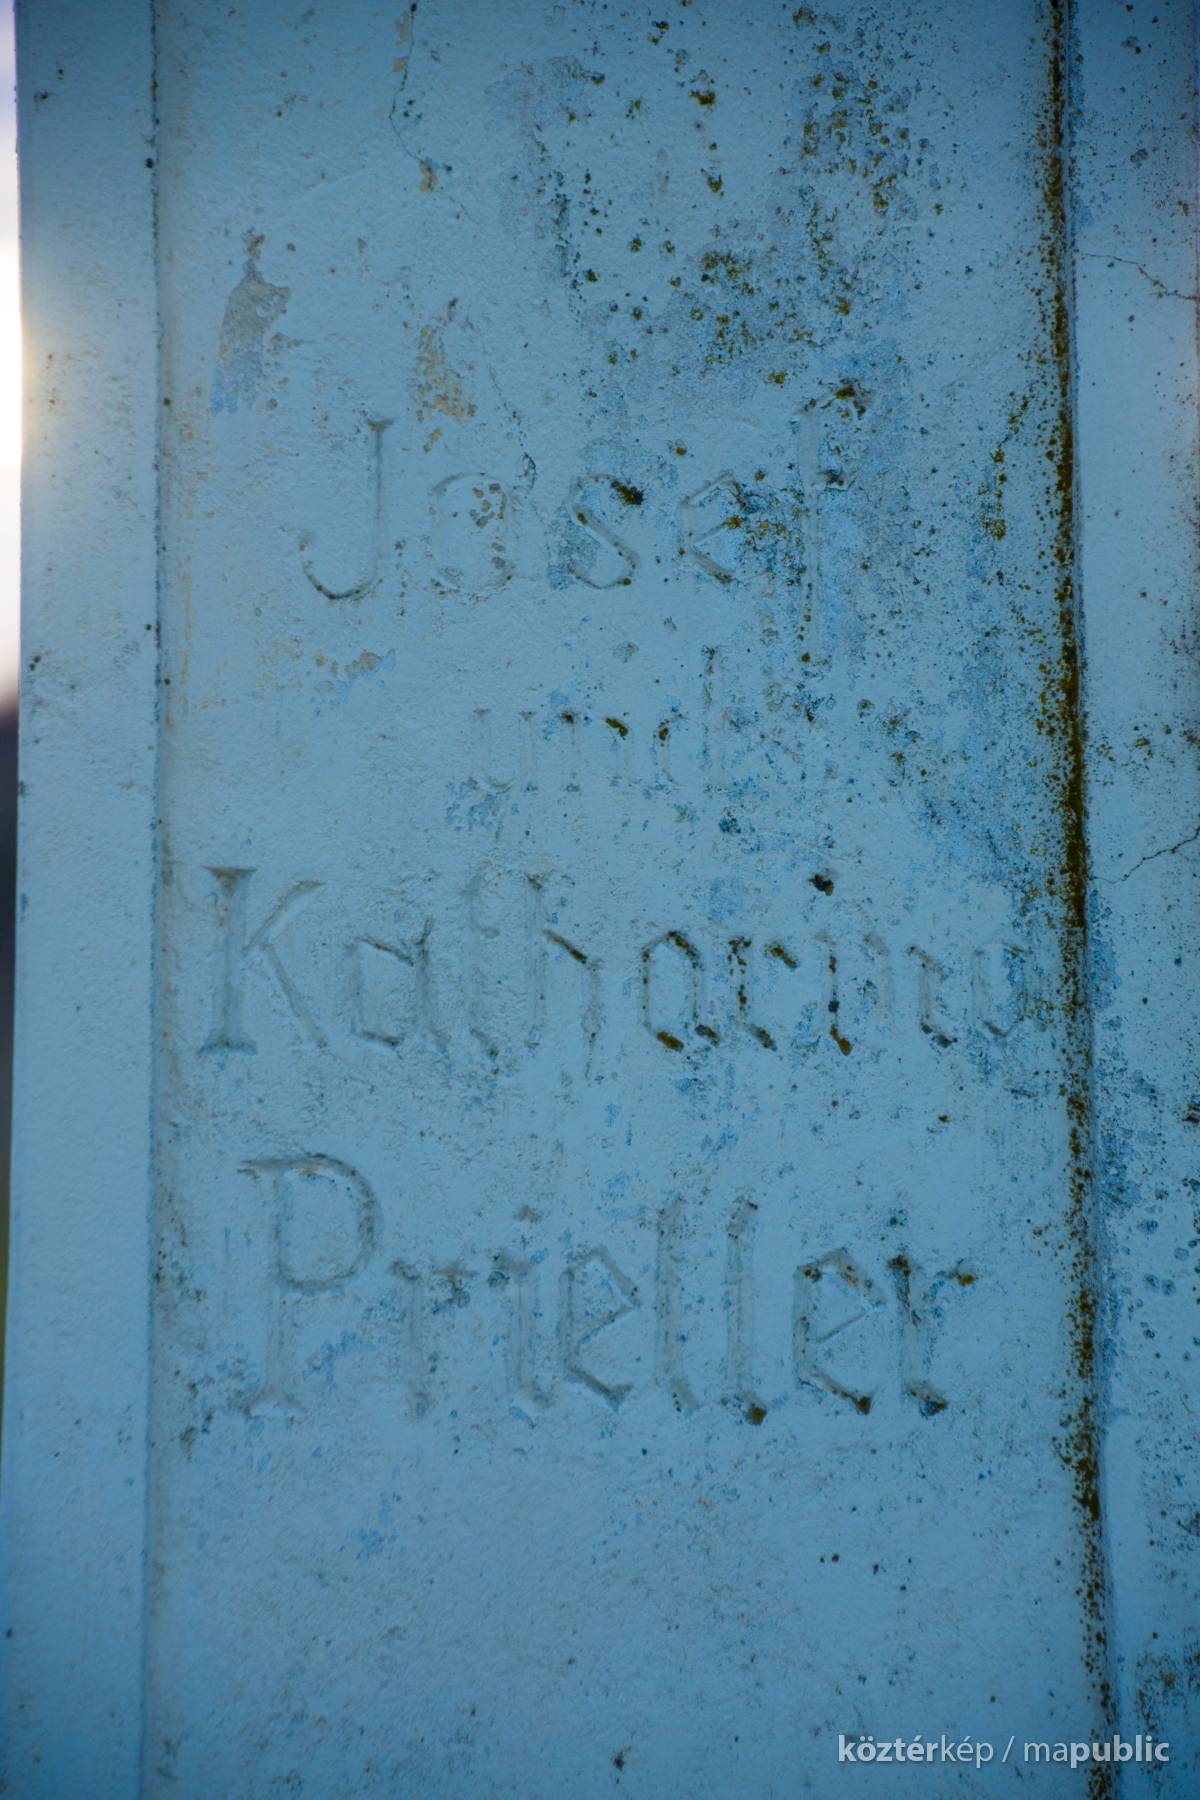 Josef
und
Katharina
Prieller
köztérkép / mapublic